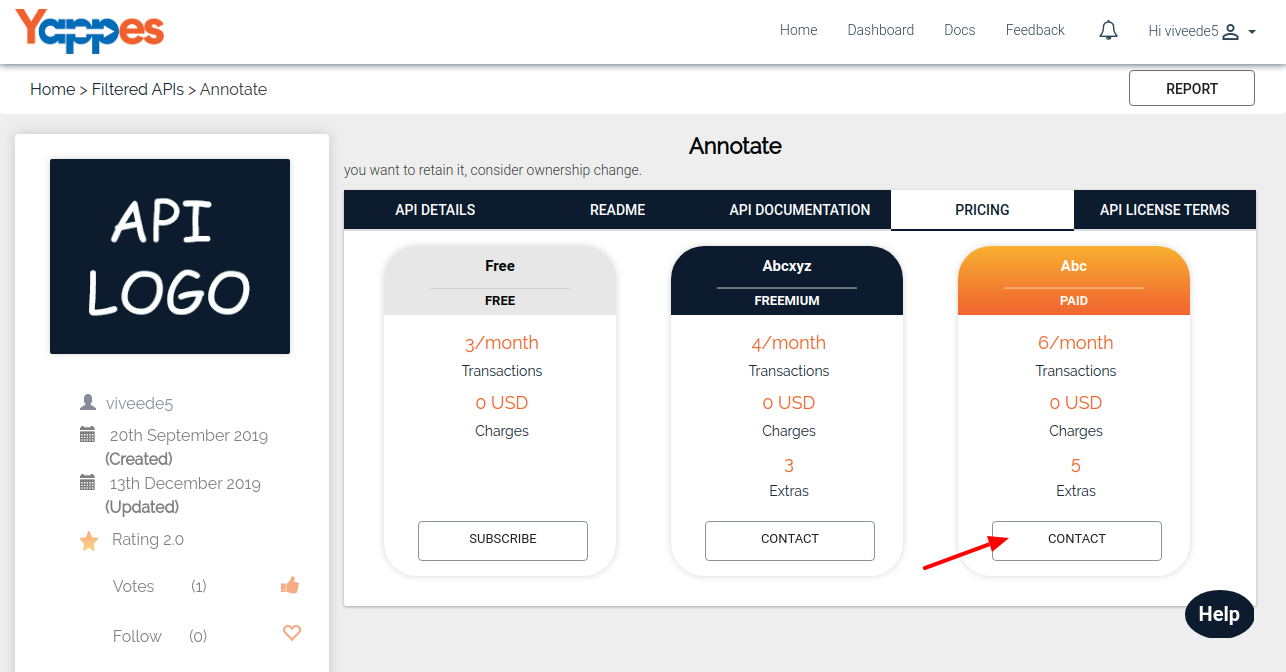 Yappes
Home
Dashboard
Docs
Feedback
Hi viveede5
Home > Filtered APIs > Annotate
REPORT
API
LOGO
viveede5
20th September 2019
(Created)
13th December 2019
(Updated)
Rating 2.0
Votes (1)
Follow (0)
Annotate
you want to retain it, consider ownership change.
API DETAILS
README
API DOCUMENTATION
PRICING
API LICENSE TERMS
Free
FREE
3/month
Transactions
0 USD
Charges
SUBSCRIBE
Abcxyz
FREEMIUM
4/month
Transactions
0 USD
Charges
3
Extras
CONTACT
Abc
PAID
6/month
Transactions
0 USD
Charges
5
Extras
CONTACT
Help